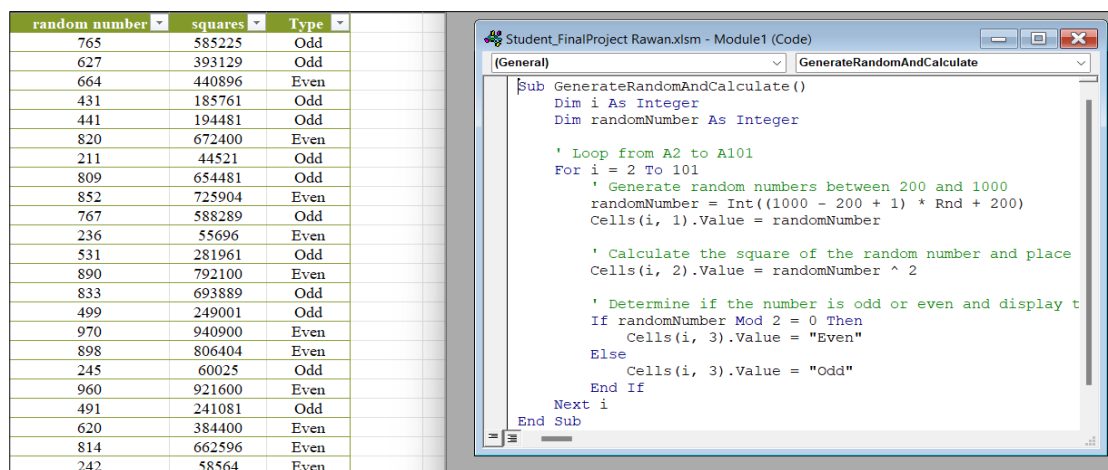 random number squares Type
765 585225 Odd
627 393129 Odd
664 440896 Even
431 185761 Odd
441 194481 Odd
820 672400 Even
211 44521 Odd
809 654481 Odd
852 725904 Even
767 588289 Odd
236 55696 Even
531 281961 Odd
890 792100 Even
833 693889 Odd
499 249001 Odd
970 940900 Even
898 806404 Even
245 60025 Odd
960 921600 Even
491 241081 Odd
620 384400 Even
814 662596 Even
242 58564 Even
Student_FinalProject Rawan.xlsm - Module1 (Code)
(General) GenerateRandomAndCalculate
Sub GenerateRandomAndCalculate()
Dim i As Integer
Dim randomNumber As Integer
' Loop from A2 to A101
For i = 2 To 101
' Generate random numbers between 200 and 1000
randomNumber = Int((1000 - 200 + 1) * Rnd + 200)
Cells(i, 1).Value = randomNumber
' Calculate the square of the random number and place
Cells(i, 2).Value = randomNumber ^ 2
' Determine if the number is odd or even and display t
If randomNumber Mod 2 = 0 Then
Cells(i, 3).Value = "Even"
Else
Cells(i, 3).Value = "Odd"
End If
Next i
End Sub